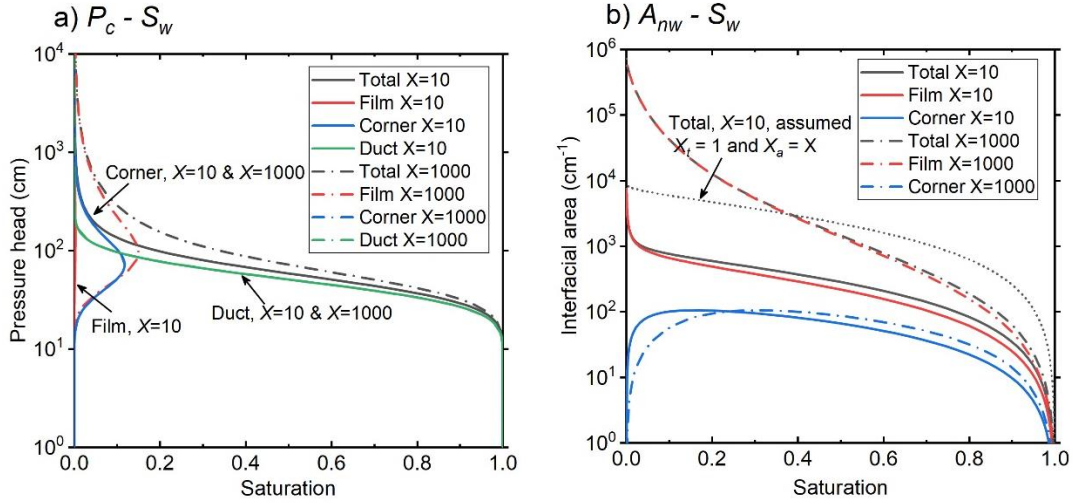 a) Pc - Sw
10⁴
10³
10²
10¹
10⁰
Pressure head (cm)
0.0 0.2 0.4 0.6 0.8 1.0
Saturation
Total X=10
Film X=10
Corner X=10
Duct X=10
Total X=1000
Film X=1000
Corner X=1000
Duct X=1000
Corner, X=10 & X=1000
Film, X=10
Duct, X=10 & X=1000
b) Anw - Sw
10⁶
10⁵
10⁴
10³
10²
10¹
10⁰
Interfacial area (cm⁻¹)
0.0 0.2 0.4 0.6 0.8 1.0
Saturation
Total X=10
Film X=10
Corner X=10
Total X=1000
Film X=1000
Corner X=1000
Total, X=10, assumed
Xt = 1 and Xa = X